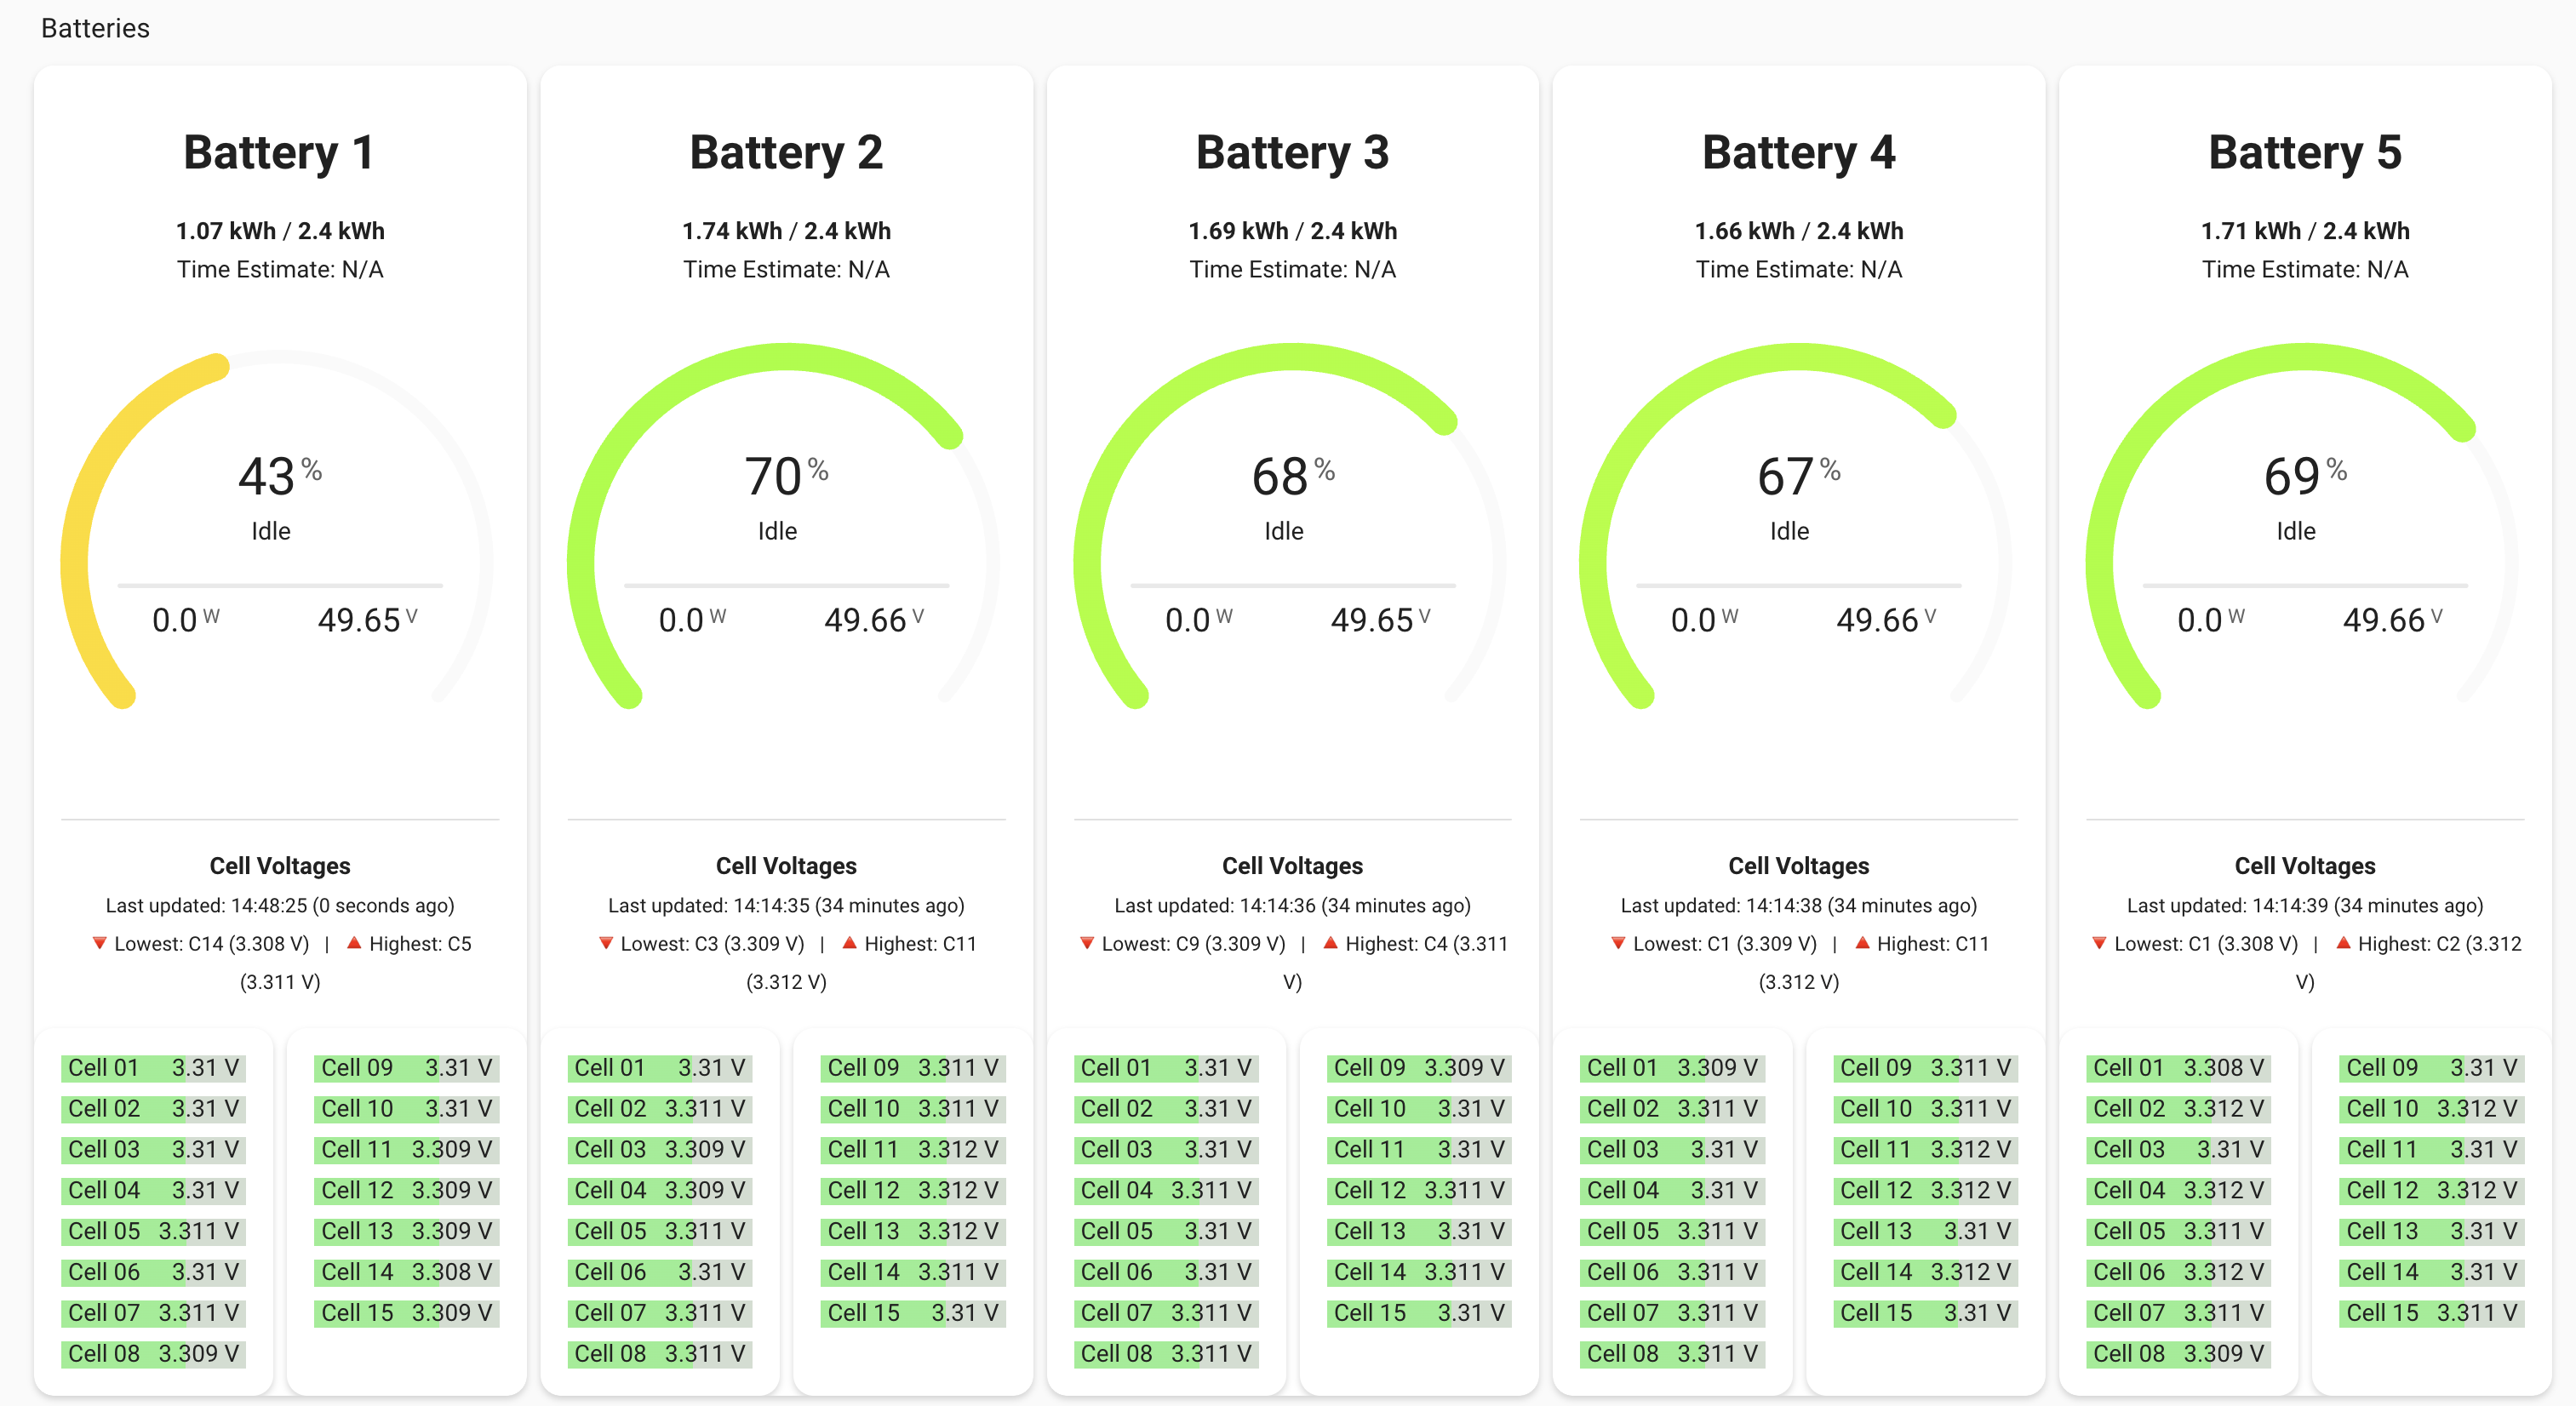 Batteries
Battery 1
1.07 kWh / 2.4 kWh
Time Estimate: N/A
43 %
Idle
0.0 W 49.65 V
Cell Voltages
Last updated: 14:48:25 (0 seconds ago)
🔻 Lowest: C14 (3.308 V) | 🔺 Highest: C5
(3.311 V)
Cell 01 3.31 V
Cell 02 3.31 V
Cell 03 3.31 V
Cell 04 3.31 V
Cell 05 3.311 V
Cell 06 3.31 V
Cell 07 3.311 V
Cell 08 3.309 V
Cell 09 3.31 V
Cell 10 3.31 V
Cell 11 3.309 V
Cell 12 3.309 V
Cell 13 3.309 V
Cell 14 3.308 V
Cell 15 3.309 V
Battery 2
1.74 kWh / 2.4 kWh
Time Estimate: N/A
70 %
Idle
0.0 W 49.66 V
Cell Voltages
Last updated: 14:14:35 (34 minutes ago)
🔻 Lowest: C3 (3.309 V) | 🔺 Highest: C11
(3.312 V)
Cell 01 3.31 V
Cell 02 3.311 V
Cell 03 3.309 V
Cell 04 3.309 V
Cell 05 3.311 V
Cell 06 3.31 V
Cell 07 3.311 V
Cell 08 3.311 V
Cell 09 3.311 V
Cell 10 3.311 V
Cell 11 3.312 V
Cell 12 3.312 V
Cell 13 3.312 V
Cell 14 3.311 V
Cell 15 3.31 V
Battery 3
1.69 kWh / 2.4 kWh
Time Estimate: N/A
68 %
Idle
0.0 W 49.65 V
Cell Voltages
Last updated: 14:14:36 (34 minutes ago)
🔻 Lowest: C9 (3.309 V) | 🔺 Highest: C4 (3.311
V)
Cell 01 3.31 V
Cell 02 3.31 V
Cell 03 3.31 V
Cell 04 3.311 V
Cell 05 3.31 V
Cell 06 3.31 V
Cell 07 3.311 V
Cell 08 3.311 V
Cell 09 3.309 V
Cell 10 3.31 V
Cell 11 3.31 V
Cell 12 3.311 V
Cell 13 3.31 V
Cell 14 3.311 V
Cell 15 3.31 V
Battery 4
1.66 kWh / 2.4 kWh
Time Estimate: N/A
67 %
Idle
0.0 W 49.66 V
Cell Voltages
Last updated: 14:14:38 (34 minutes ago)
🔻 Lowest: C1 (3.309 V) | 🔺 Highest: C11
(3.312 V)
Cell 01 3.309 V
Cell 02 3.311 V
Cell 03 3.31 V
Cell 04 3.31 V
Cell 05 3.311 V
Cell 06 3.311 V
Cell 07 3.311 V
Cell 08 3.311 V
Cell 09 3.311 V
Cell 10 3.311 V
Cell 11 3.312 V
Cell 12 3.312 V
Cell 13 3.31 V
Cell 14 3.312 V
Cell 15 3.31 V
Battery 5
1.71 kWh / 2.4 kWh
Time Estimate: N/A
69 %
Idle
0.0 W 49.66 V
Cell Voltages
Last updated: 14:14:39 (34 minutes ago)
🔻 Lowest: C1 (3.308 V) | 🔺 Highest: C2 (3.312
V)
Cell 01 3.308 V
Cell 02 3.312 V
Cell 03 3.31 V
Cell 04 3.312 V
Cell 05 3.311 V
Cell 06 3.312 V
Cell 07 3.311 V
Cell 08 3.309 V
Cell 09 3.31 V
Cell 10 3.312 V
Cell 11 3.31 V
Cell 12 3.312 V
Cell 13 3.31 V
Cell 14 3.31 V
Cell 15 3.311 V